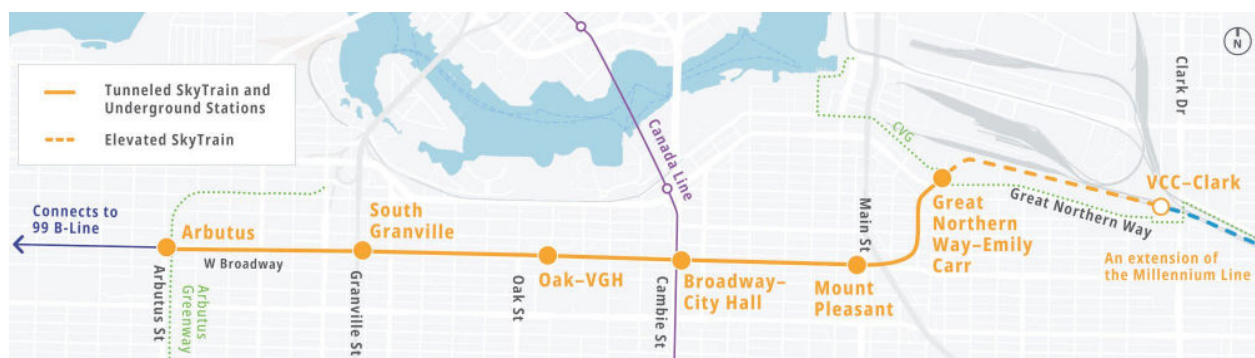 Tunneled SkyTrain and
Underground Stations
Elevated SkyTrain
N
Clark Dr
Canada Line
CVG
Connects to
99 B-Line
Arbutus
South
Granville
W Broadway
Arbutus St
Arbutus
Greenway
Granville St
Oak St
Oak–VGH
Cambie St
Broadway–
City Hall
Main St
Mount
Pleasant
Great
Northern
Way–Emily
Carr
Great Northern Way
VCC–Clark
An extension of
the Millennium Line